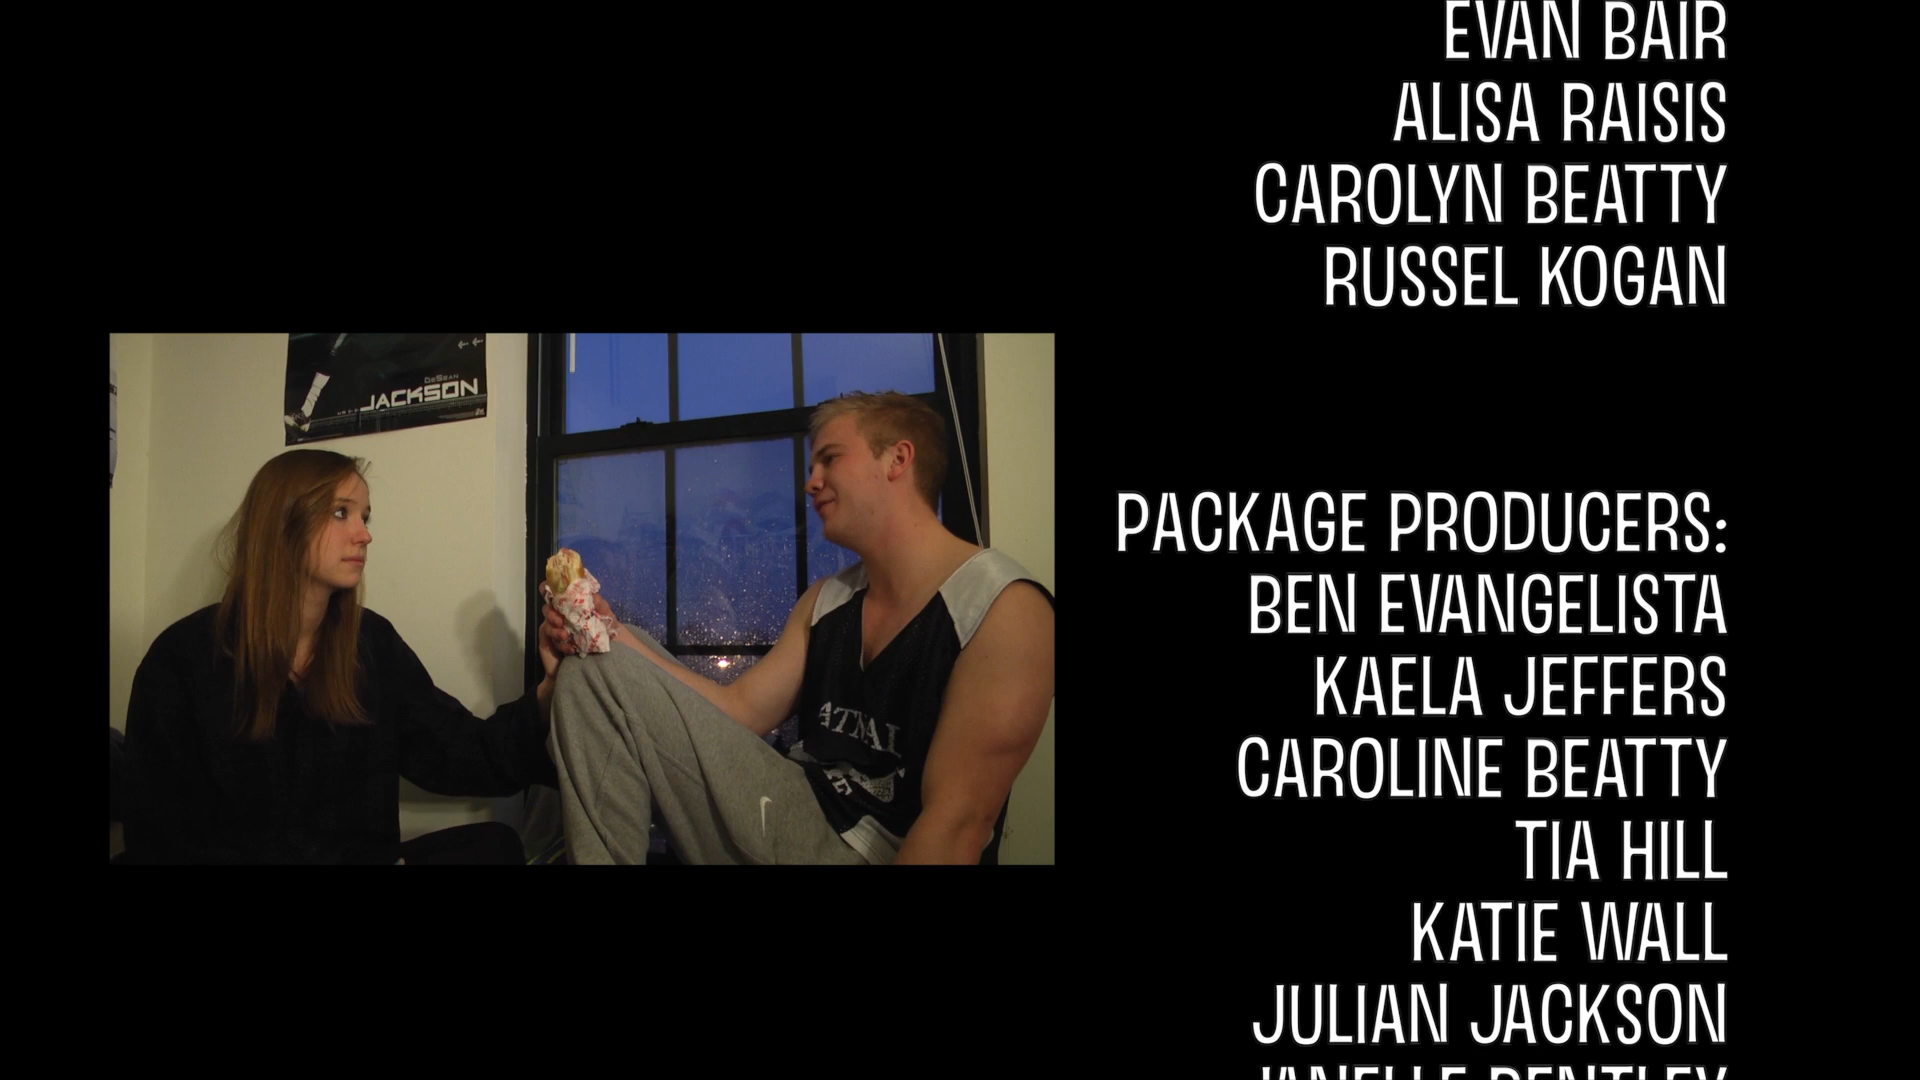 EVAN BAIR
ALISA RAISIS
CAROLYN BEATTY
RUSSEL KOGAN
DESEAN
JACKSON
PACKAGE PRODUCERS:
BEN EVANGELISTA
KAELA JEFFERS
CAROLINE BEATTY
TIA HILL
KATIE WALL
JULIAN JACKSON